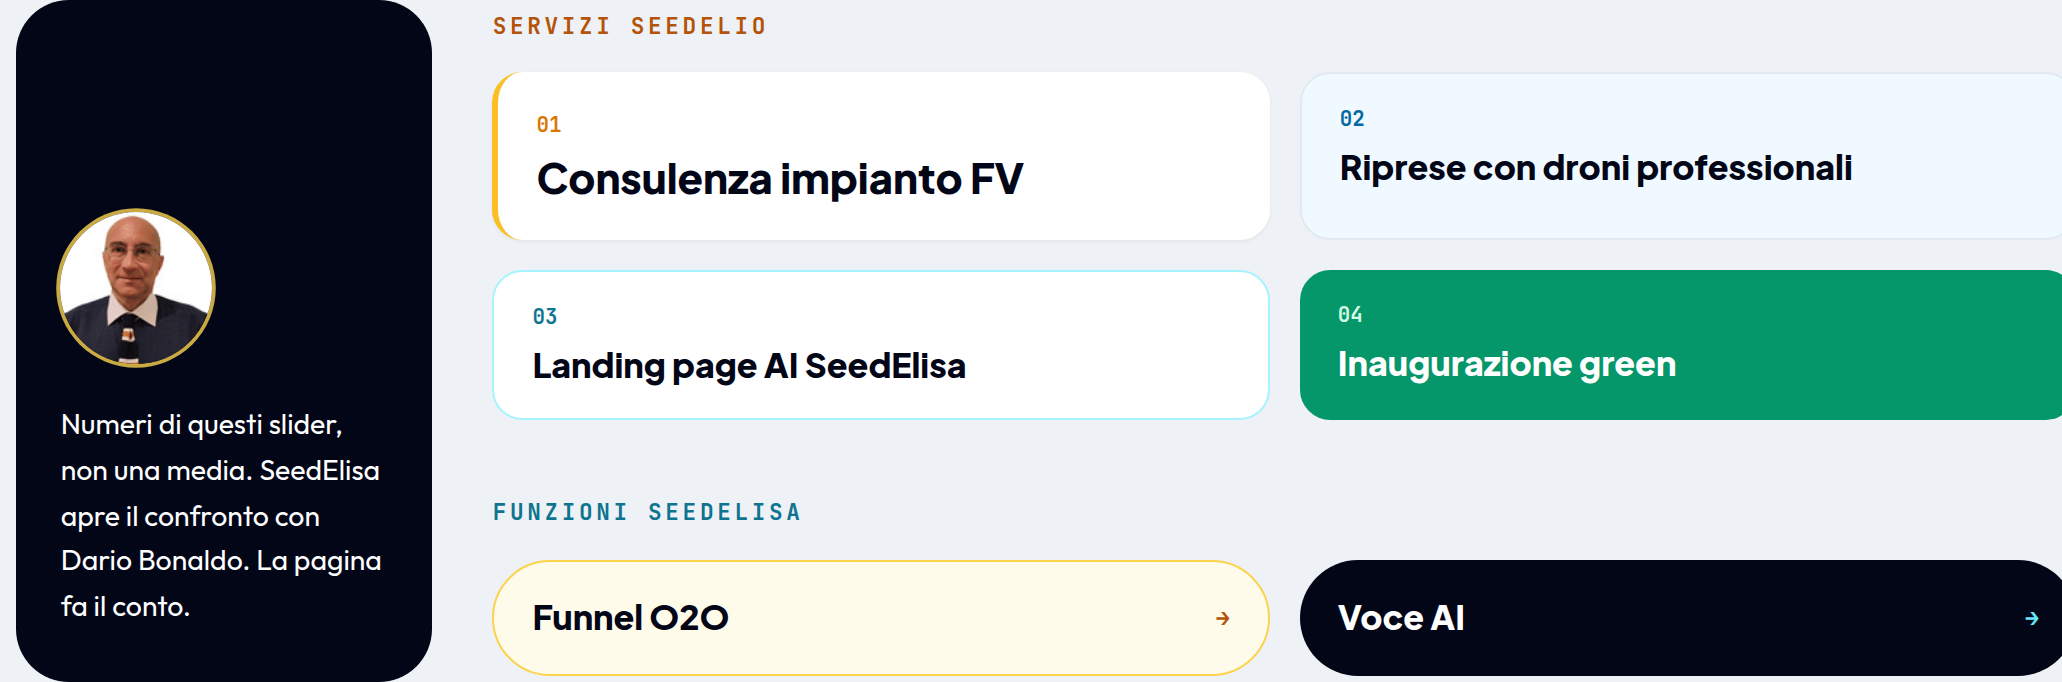 Numeri di questi slider,
non una media. SeedElisa
apre il confronto con
Dario Bonaldo. La pagina
fa il conto.
SERVIZI SEEDELIO
01
Consulenza impianto FV
02
Riprese con droni professionali
03
Landing page AI SeedElisa
04
Inaugurazione green
FUNZIONI SEEDELISA
Funnel O2O →
Voce AI →